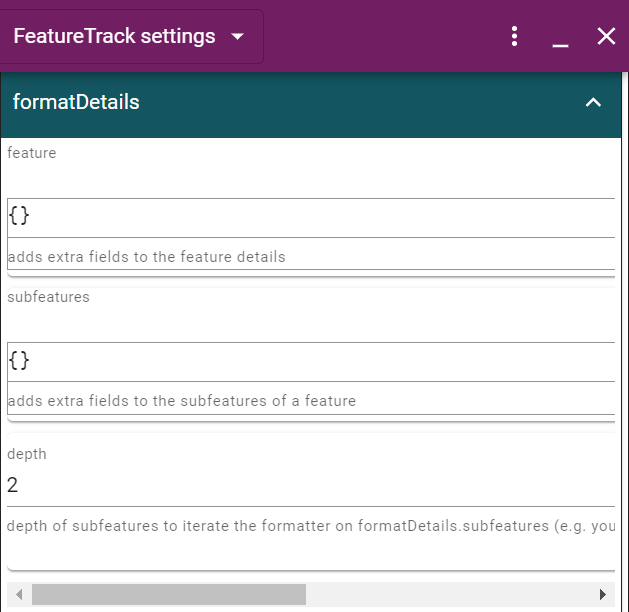 FeatureTrack settings
formatDetails
feature
{}
adds extra fields to the feature details
subfeatures
{}
adds extra fields to the subfeatures of a feature
depth
2
depth of subfeatures to iterate the formatter on formatDetails.subfeatures (e.g. you